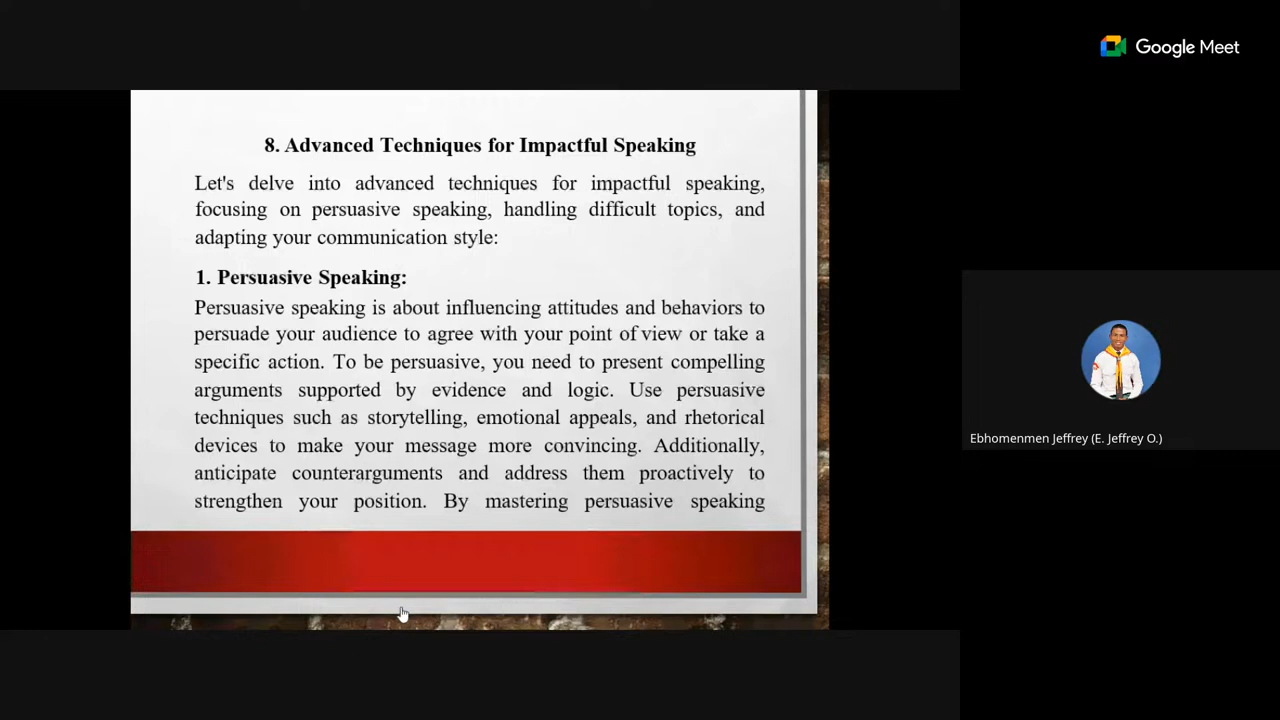 Google Meet
8. Advanced Techniques for Impactful Speaking
Let's delve into advanced techniques for impactful speaking,
focusing on persuasive speaking, handling difficult topics, and
adapting your communication style:
1. Persuasive Speaking:
Persuasive speaking is about influencing attitudes and behaviors to
persuade your audience to agree with your point of view or take a
specific action. To be persuasive, you need to present compelling
arguments supported by evidence and logic. Use persuasive
techniques such as storytelling, emotional appeals, and rhetorical
devices to make your message more convincing. Additionally,
anticipate counterarguments and address them proactively to
strengthen your position. By mastering persuasive speaking
Ebhomenmen Jeffrey (E. Jeffrey O.)